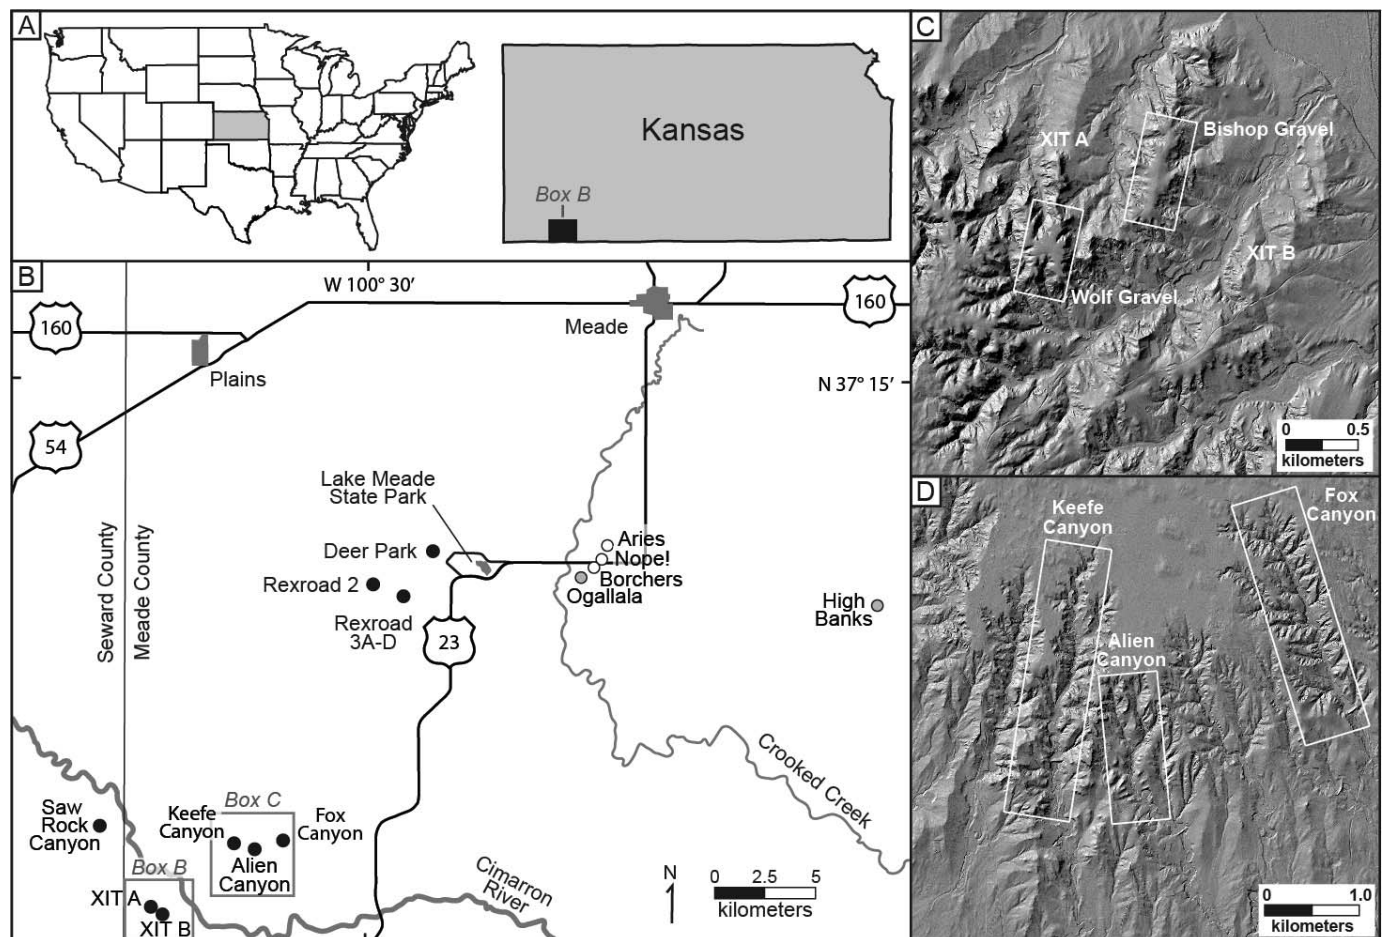 A
Kansas
Box B
B
W 100° 30′
160
160
Meade
Plains
N 37° 15′
54
Lake Meade
State Park
Deer Park
Rexroad 2
Rexroad
3A-D
23
Aries
Nope!
Borchers
Ogallala
High
Banks
Seward County
Meade County
Crooked Creek
Saw
Rock
Canyon
Box C
Keefe
Canyon
Fox
Canyon
Alien
Canyon
Box B
XIT A
XIT B
Cimarron
River
N
0 2.5 5
kilometers
C
XIT A
Bishop Gravel
XIT B
Wolf Gravel
0 0.5
kilometers
D
Keefe
Canyon
Fox
Canyon
Alien
Canyon
0 1.0
kilometers